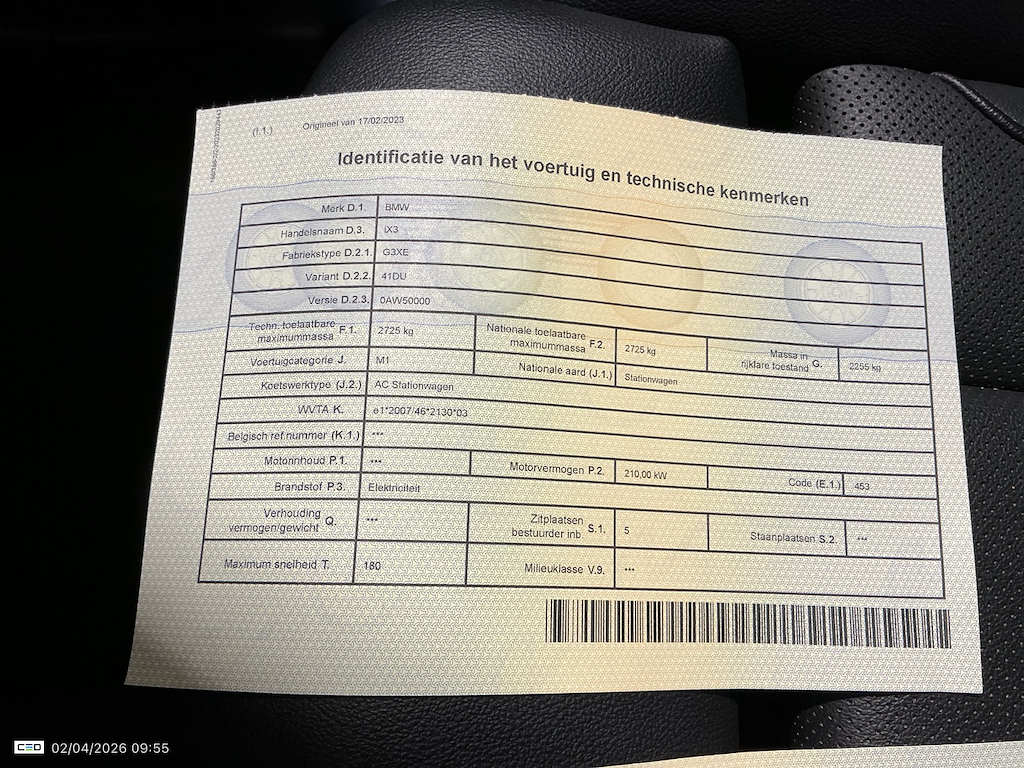 (I.1.) Origineel van 17/02/2023
Identificatie van het voertuig en technische kenmerken
Merk D.1. BMW
Handelsnaam D.3. iX3
Fabriekstype D.2.1. G3XE
Variant D.2.2. 41DU
Versie D.2.3. 0AW50000
Techn. toelaatbare maximummassa F.1. 2725 kg Nationale toelaatbare maximummassa F.2. 2725 kg Massa in rijklare toestand G. 2255 kg
Voertuigcategorie J. M1 Nationale aard (J.1.) Stationwagen
Koetswerktype (J.2.) AC Stationwagen
WVTA K. e1*2007/46*2130*03
Belgisch ref.nummer (K.1.) ***
Motorinhoud P.1. *** Motorvermogen P.2. 210,00 kW Code (E.1.) 453
Brandstof P.3. Elektriciteit
Verhouding vermogen/gewicht Q. *** Zitplaatsen bestuurder inb. S.1. 5 Staanplaatsen S.2. ***
Maximum snelheid T. 180 Milieuklasse V.9. ***
02/04/2026 09:55